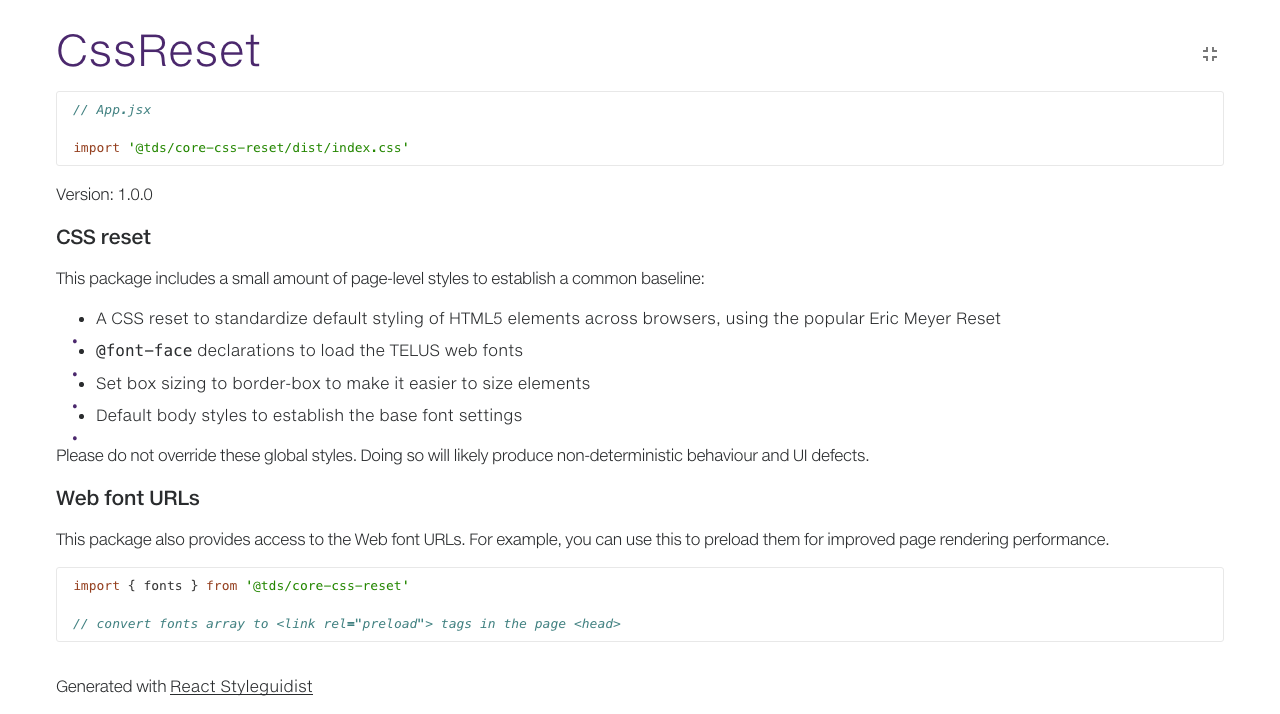 CssReset
// App.jsx
import '@tds/core-css-reset/dist/index.css'
Version: 1.0.0
CSS reset
This package includes a small amount of page-level styles to establish a common baseline:
• A CSS reset to standardize default styling of HTML5 elements across browsers, using the popular Eric Meyer Reset
• @font-face declarations to load the TELUS web fonts
• Set box sizing to border-box to make it easier to size elements
• Default body styles to establish the base font settings
Please do not override these global styles. Doing so will likely produce non-deterministic behaviour and UI defects.
Web font URLs
This package also provides access to the Web font URLs. For example, you can use this to preload them for improved page rendering performance.
import { fonts } from '@tds/core-css-reset'
// convert fonts array to <link rel="preload"> tags in the page <head>
Generated with React Styleguidist